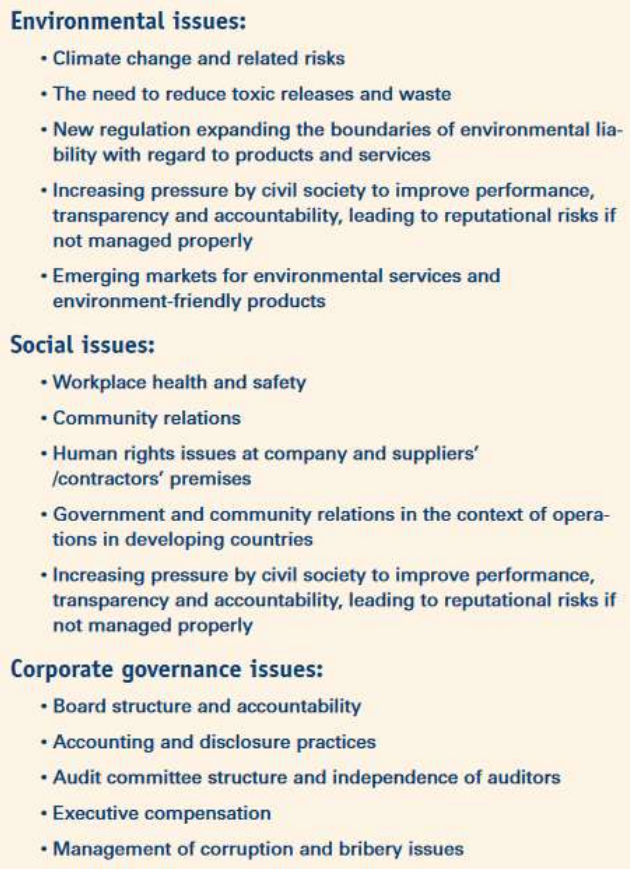 Environmental issues:
• Climate change and related risks
• The need to reduce toxic releases and waste
• New regulation expanding the boundaries of environmental lia-
bility with regard to products and services
• Increasing pressure by civil society to improve performance,
transparency and accountability, leading to reputational risks if
not managed properly
• Emerging markets for environmental services and
environment-friendly products
Social issues:
• Workplace health and safety
• Community relations
• Human rights issues at company and suppliers’
/contractors’ premises
• Government and community relations in the context of opera-
tions in developing countries
• Increasing pressure by civil society to improve performance,
transparency and accountability, leading to reputational risks if
not managed properly
Corporate governance issues:
• Board structure and accountability
• Accounting and disclosure practices
• Audit committee structure and independence of auditors
• Executive compensation
• Management of corruption and bribery issues